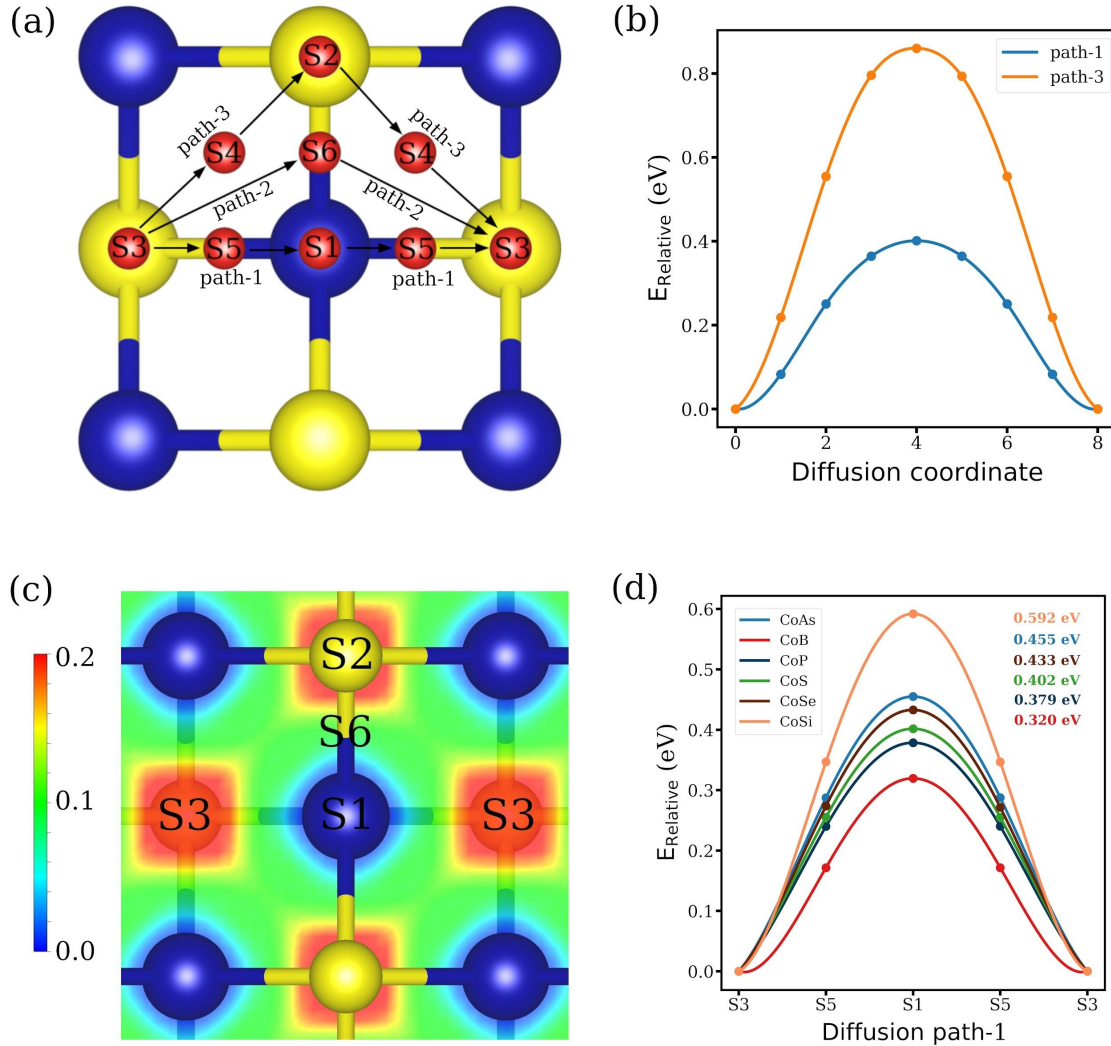 (a)
S2
path-3
path-3
S4
S6
S4
path-2
path-2
S3
S5
S1
S5
S3
path-1
path-1
(b)
path-1
path-3
0.8
0.6
0.4
0.2
0.0
E_Relative (eV)
0 2 4 6 8
Diffusion coordinate
(c)
0.2
0.1
0.0
S2
S6
S3
S1
S3
(d)
CoAs
CoB
CoP
CoS
CoSe
CoSi
0.592 eV
0.455 eV
0.433 eV
0.402 eV
0.379 eV
0.320 eV
0.6
0.5
0.4
0.3
0.2
0.1
0.0
E_Relative (eV)
S3 S5 S1 S5 S3
Diffusion path-1